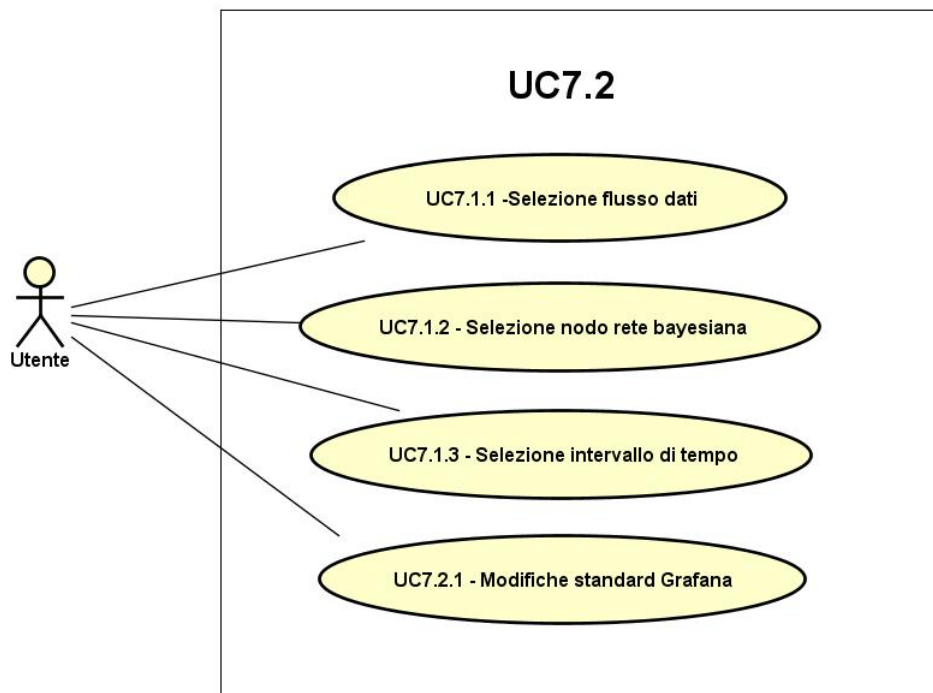 UC7.2
UC7.1.1 -Selezione flusso dati
UC7.1.2 - Selezione nodo rete bayesiana
Utente
UC7.1.3 - Selezione intervallo di tempo
UC7.2.1 - Modifiche standard Grafana